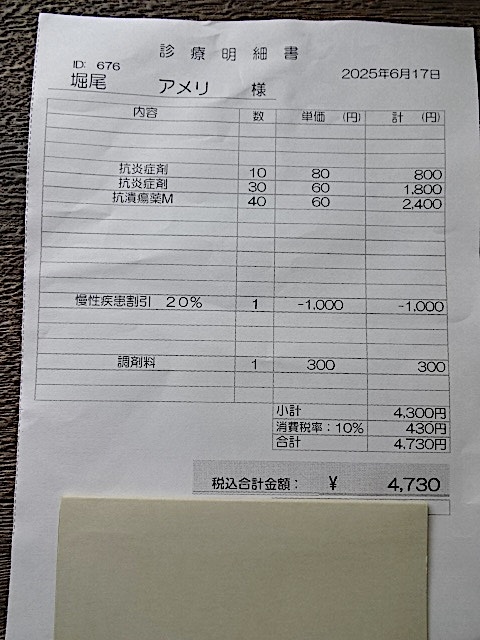 診療明細書
ID: 676
2025年6月17日
堀尾 アメリ 様
内容 数 単価 (円) 計 (円)
抗炎症剤 10 80 800
抗炎症剤 30 60 1,800
抗潰瘍薬M 40 60 2,400
慢性疾患割引 20% 1 -1,000 -1,000
調剤料 1 300 300
小計 4,300円
消費税率:10% 430円
合計 4,730円
税込合計金額: ¥ 4,730